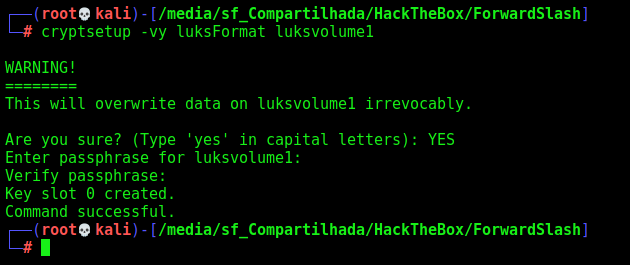 ┌──(root💀kali)-[/media/sf_Compartilhada/HackTheBox/ForwardSlash]
└─# cryptsetup -vy luksFormat luksvolume1

WARNING!
========
This will overwrite data on luksvolume1 irrevocably.

Are you sure? (Type 'yes' in capital letters): YES
Enter passphrase for luksvolume1:
Verify passphrase:
Key slot 0 created.
Command successful.
┌──(root💀kali)-[/media/sf_Compartilhada/HackTheBox/ForwardSlash]
└─#